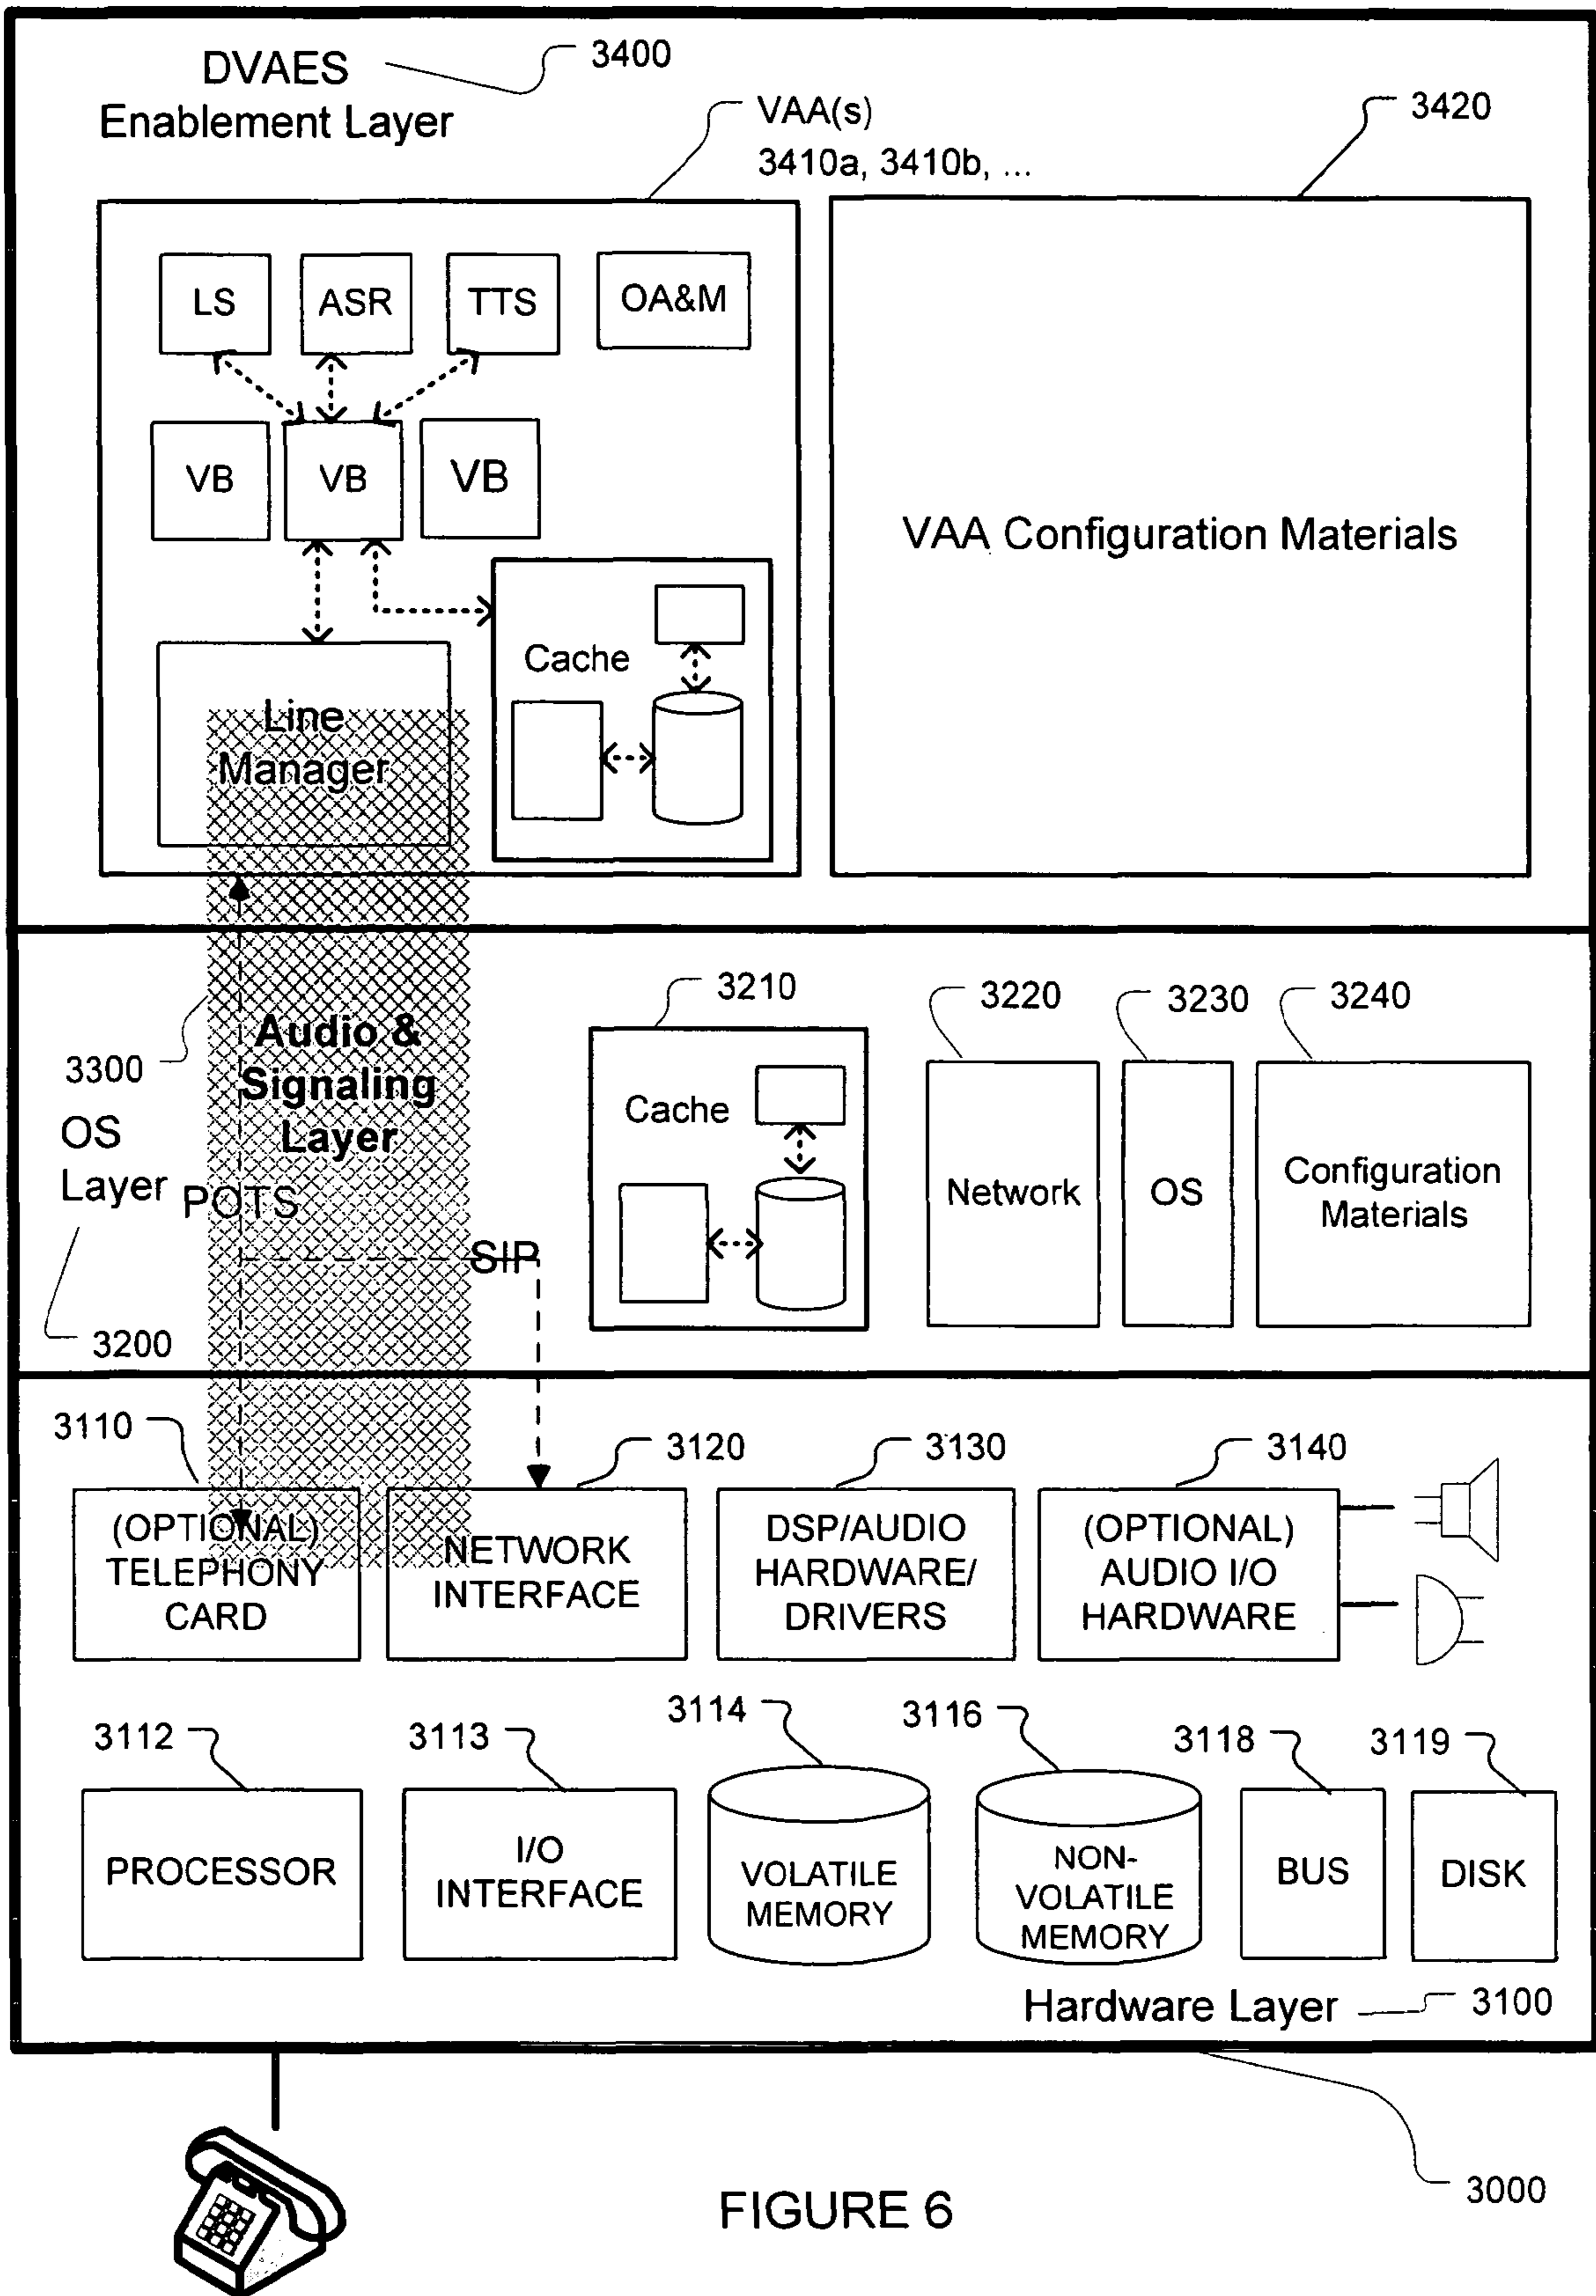 DVAES
Enablement Layer
3400
VAA(s)
3410a, 3410b, ...
3420
LS
ASR
TTS
OA&M
VB
VB
VB
Cache
Line
Manager
VAA Configuration Materials
3300
Audio &
Signaling
Layer
OS
Layer
POTS
SIP
3200
3210
Cache
3220
Network
3230
OS
3240
Configuration
Materials
3110
(OPTIONAL)
TELEPHONY
CARD
3120
NETWORK
INTERFACE
3130
DSP/AUDIO
HARDWARE/
DRIVERS
3140
(OPTIONAL)
AUDIO I/O
HARDWARE
3112
PROCESSOR
3113
I/O
INTERFACE
3114
VOLATILE
MEMORY
3116
NON-
VOLATILE
MEMORY
3118
BUS
3119
DISK
Hardware Layer
3100
3000
FIGURE 6